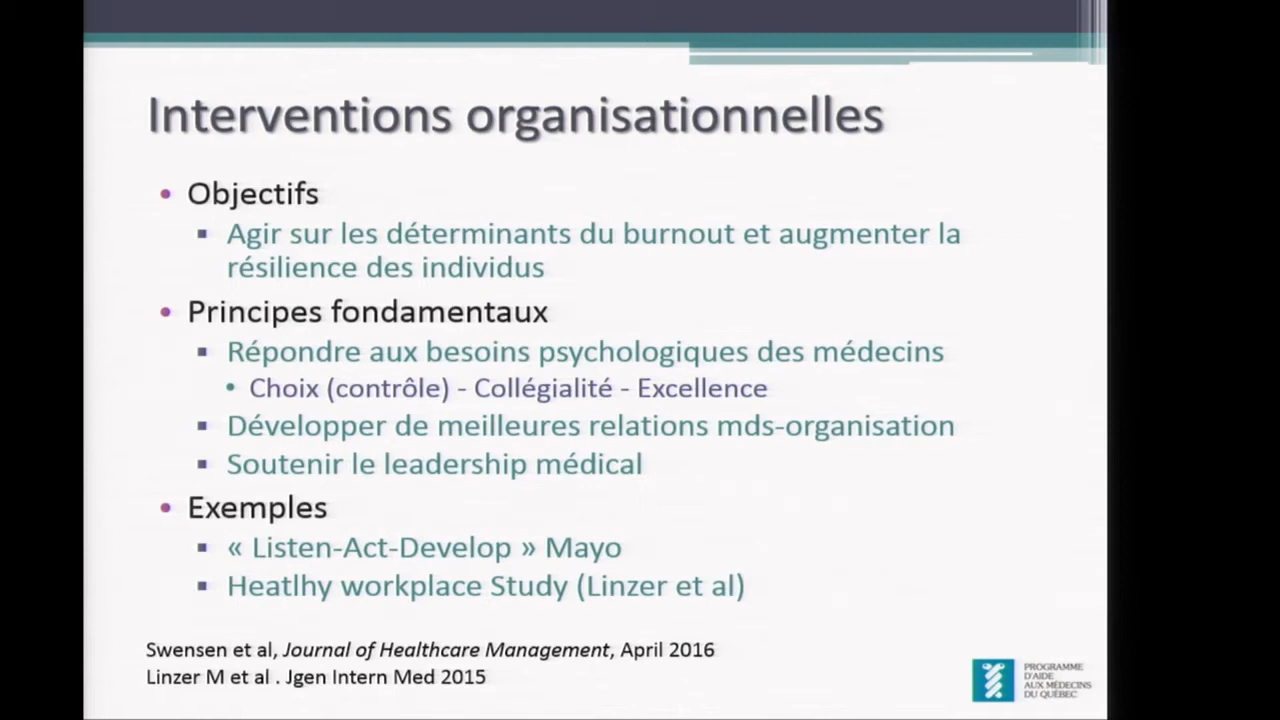 Interventions organisationnelles
• Objectifs
▪ Agir sur les déterminants du burnout et augmenter la
résilience des individus
• Principes fondamentaux
▪ Répondre aux besoins psychologiques des médecins
• Choix (contrôle) - Collégialité - Excellence
▪ Développer de meilleures relations mds-organisation
▪ Soutenir le leadership médical
• Exemples
▪ « Listen-Act-Develop » Mayo
▪ Heatlhy workplace Study (Linzer et al)
Swensen et al, Journal of Healthcare Management, April 2016
Linzer M et al . Jgen Intern Med 2015
PROGRAMME
D'AIDE
AUX MÉDECINS
DU QUÉBEC